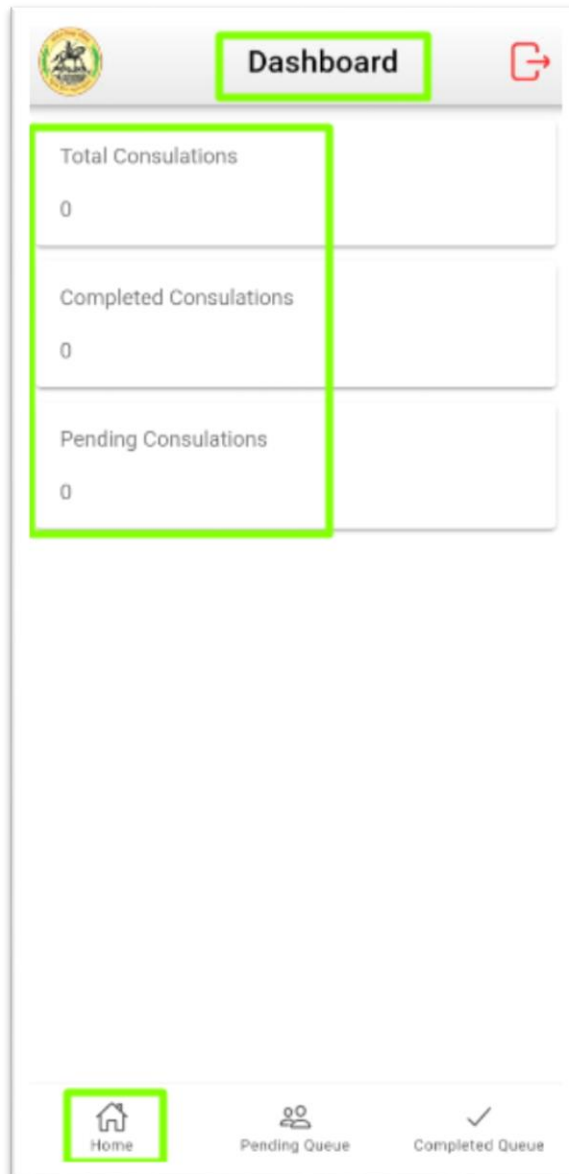 Dashboard
Total Consulations
0
Completed Consulations
0
Pending Consulations
0
Home
Pending Queue
Completed Queue